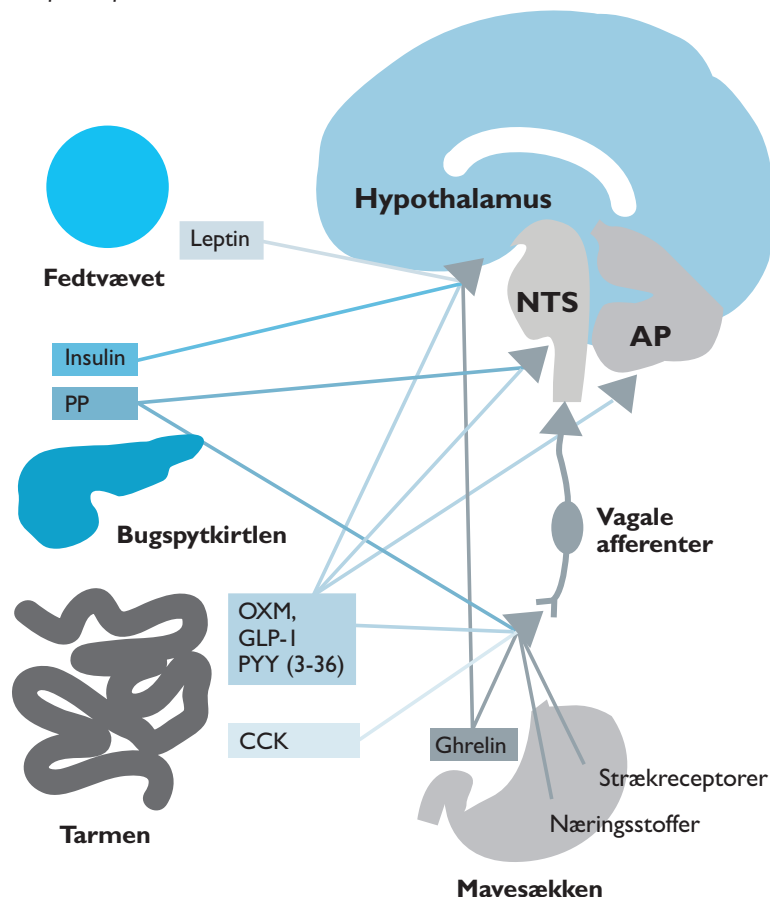 Hypothalamus
Leptin
Fedtvævet
NTS
AP
Insulin
PP
Bugspytkirtlen
Vagale
afferenter
OXM,
GLP-1
PYY (3-36)
CCK
Ghrelin
Strækreceptorer
Næringsstoffer
Tarmen
Mavesækken